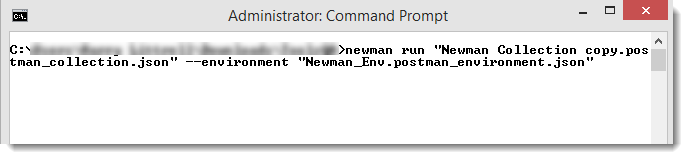 Administrator: Command Prompt
C:\ >newman run "Newman Collection copy.pos
tman_collection.json" --environment "Newman_Env.postman_environment.json"